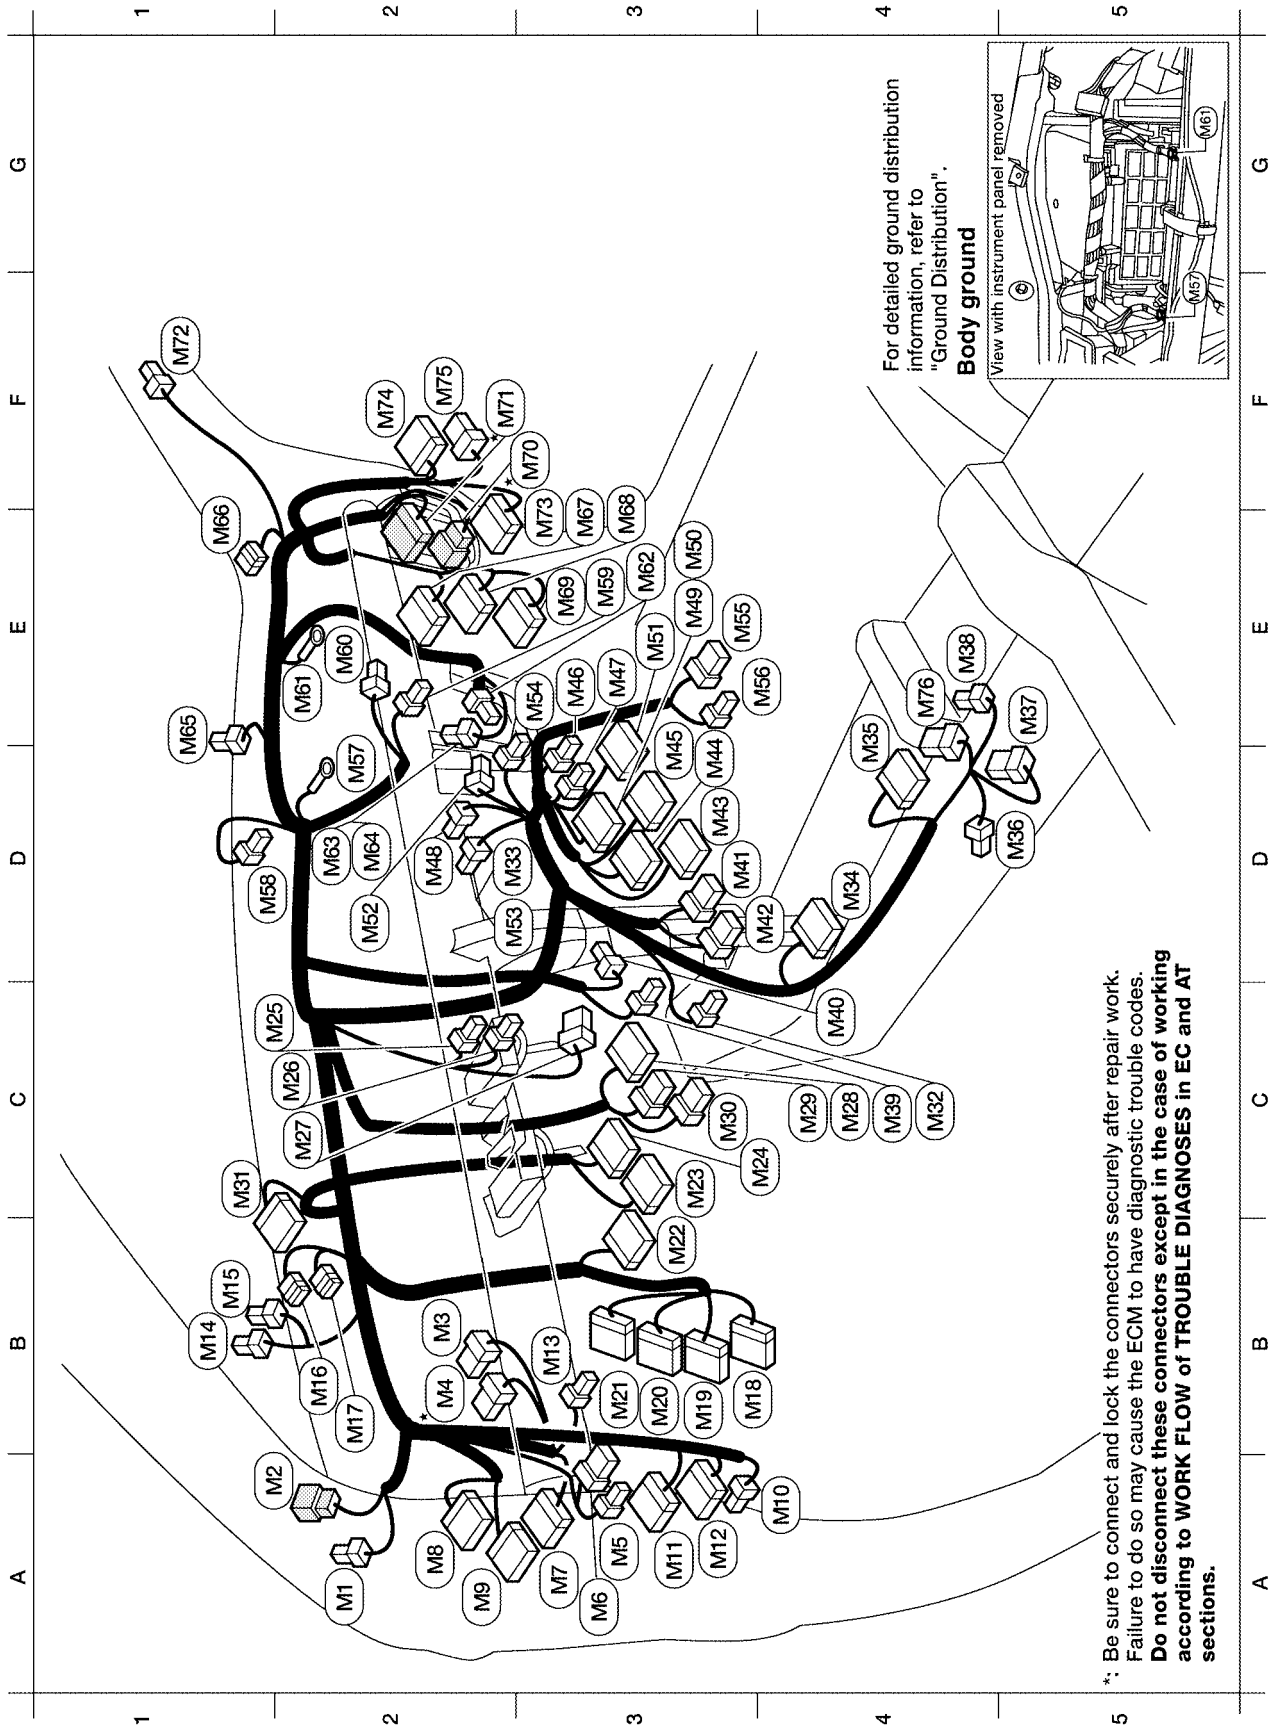 1
2
3
4
5
G
F
E
D
C
B
A
M72
M74
M75
M71
*
M70
*
M66
M73
M67
M68
M50
M62
M59
M69
M49
M55
M51
M60
M61
M47
M46
M54
M56
M65
M57
M45
M44
M38
M76
M37
M35
M36
M43
M41
M58
M63
M64
M48
M33
M52
M53
M42
M34
M40
M25
M26
M27
M29
M28
M39
M32
M30
M24
M23
M31
M22
M15
M14
M16
M17
M3
M4
*
M13
M21
M20
M19
M18
M2
M1
M8
M9
M7
M6
M5
M11
M12
M10
For detailed ground distribution
information, refer to
"Ground Distribution".
Body ground
View with instrument panel removed
M57
M61
*: Be sure to connect and lock the connectors securely after repair work.
Failure to do so may cause the ECM to have diagnostic trouble codes.
Do not disconnect these connectors except in the case of working
according to WORK FLOW of TROUBLE DIAGNOSES in EC and AT
sections.
1
2
3
4
5
G
F
E
D
C
B
A